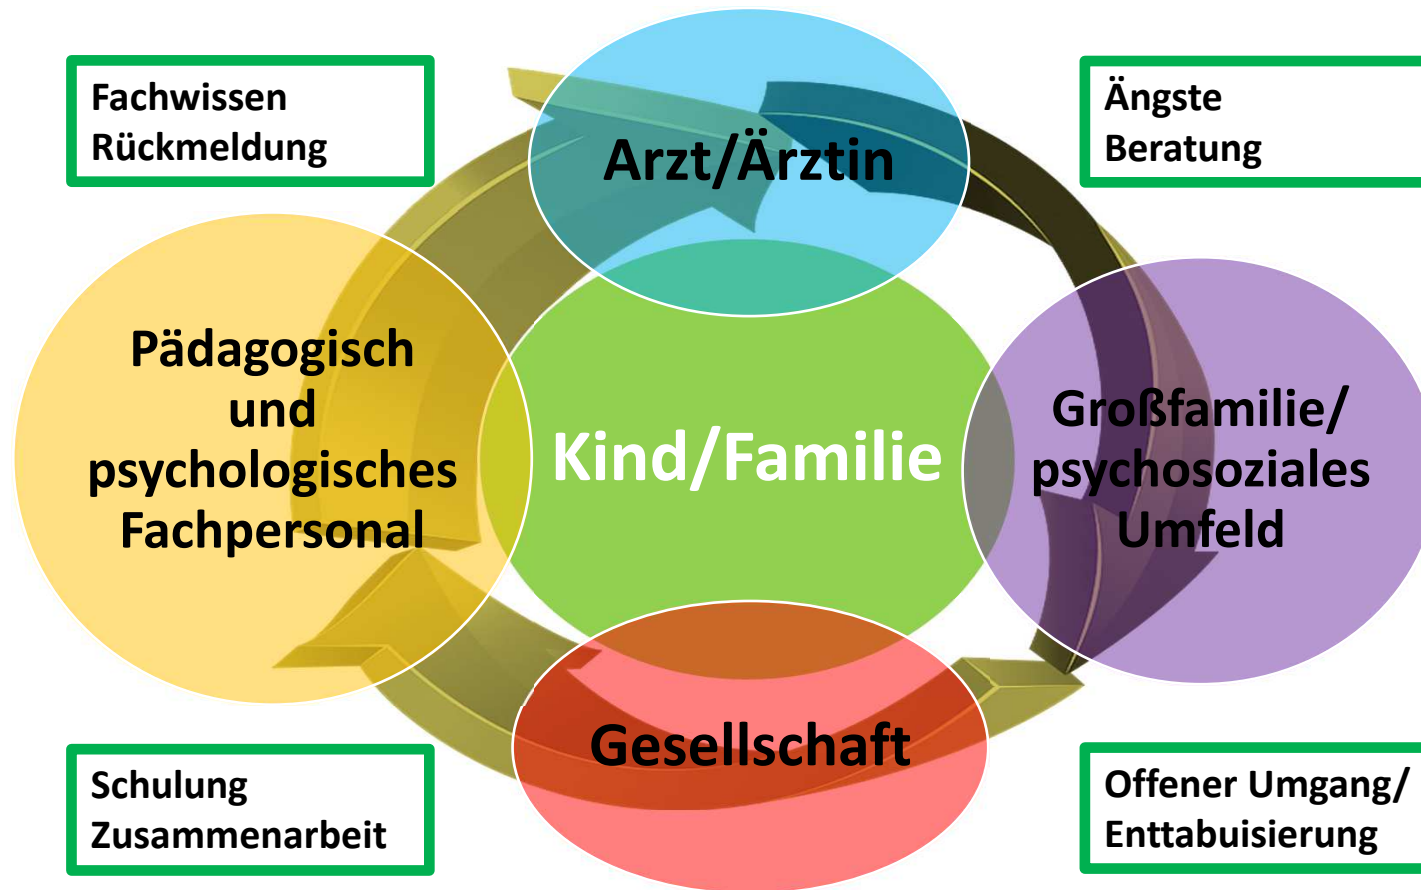 Fachwissen
Rückmeldung
Ängste
Beratung
Arzt/Ärztin
Pädagogisch
und
psychologisches
Fachpersonal
Kind/Familie
Großfamilie/
psychosoziales
Umfeld
Gesellschaft
Schulung
Zusammenarbeit
Offener Umgang/
Enttabuisierung